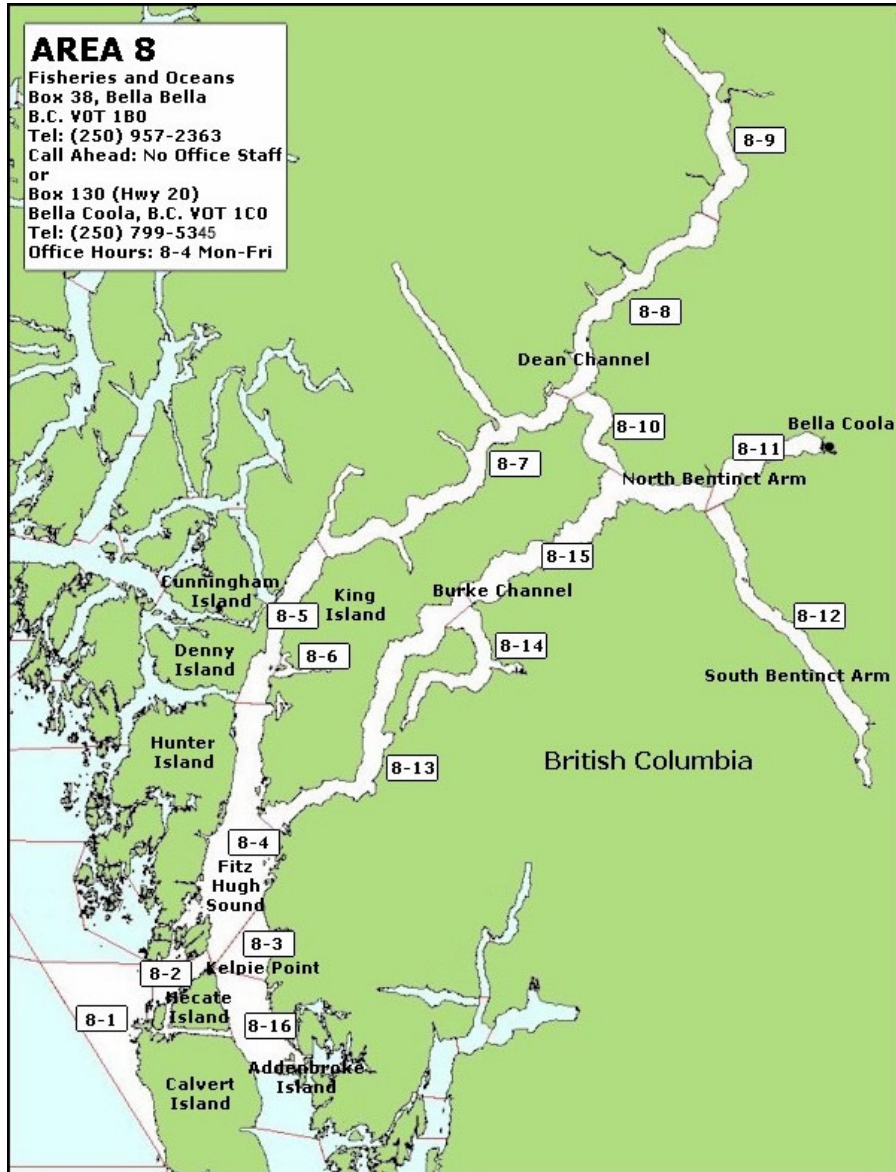 AREA 8
Fisheries and Oceans
Box 38, Bella Bella
B.C. V0T 1B0
Tel: (250) 957-2363
Call Ahead: No Office Staff
or
Box 130 (Hwy 20)
Bella Coola, B.C. V0T 1C0
Tel: (250) 799-5345
Office Hours: 8-4 Mon-Fri
8-9
8-8
Dean Channel
8-10
Bella Coola
8-11
8-7
North Bentinct Arm
8-15
Cunningham
Island
King
Island
Burke Channel
8-5
8-12
8-14
Denny
Island
8-6
South Bentinct Arm
Hunter
Island
British Columbia
8-13
8-4
Fitz
Hugh
Sound
8-3
8-2
Kelpie Point
Hecate
Island
8-1
8-16
Addenbroke
Island
Calvert
Island